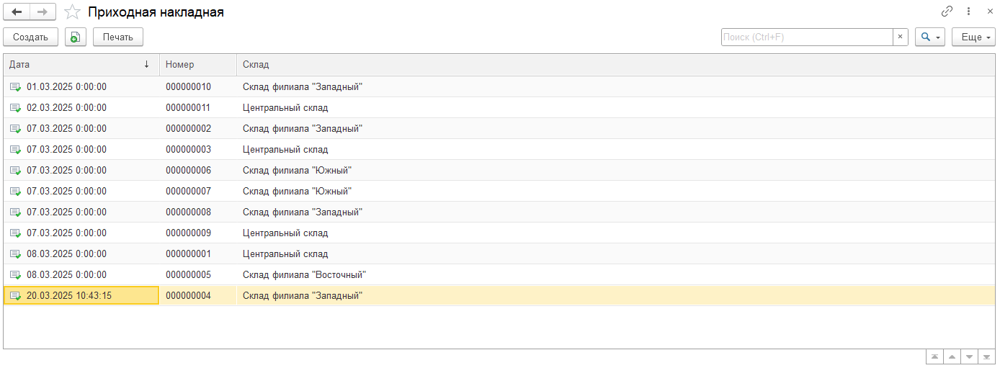 Приходная накладная
Создать Печать Поиск (Ctrl+F) × Еще
Дата ↓ Номер Склад
01.03.2025 0:00:00 000000010 Склад филиала "Западный"
02.03.2025 0:00:00 000000011 Центральный склад
07.03.2025 0:00:00 000000002 Склад филиала "Западный"
07.03.2025 0:00:00 000000003 Центральный склад
07.03.2025 0:00:00 000000006 Склад филиала "Южный"
07.03.2025 0:00:00 000000007 Склад филиала "Южный"
07.03.2025 0:00:00 000000008 Склад филиала "Западный"
07.03.2025 0:00:00 000000009 Центральный склад
08.03.2025 0:00:00 000000001 Центральный склад
08.03.2025 0:00:00 000000005 Склад филиала "Восточный"
20.03.2025 10:43:15 000000004 Склад филиала "Западный"